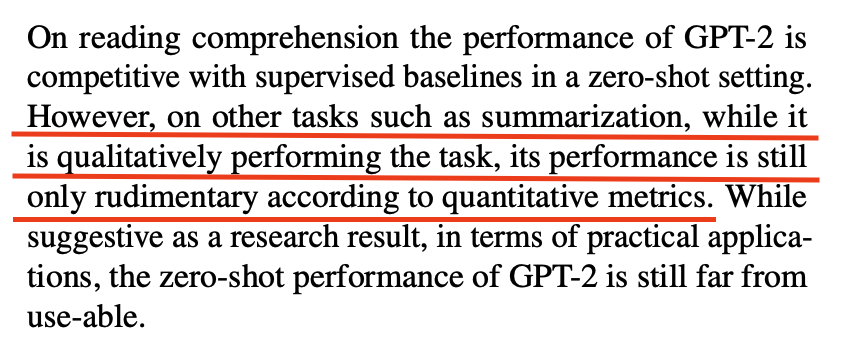 On reading comprehension the performance of GPT-2 is
competitive with supervised baselines in a zero-shot setting.
However, on other tasks such as summarization, while it
is qualitatively performing the task, its performance is still
only rudimentary according to quantitative metrics. While
suggestive as a research result, in terms of practical applica-
tions, the zero-shot performance of GPT-2 is still far from
use-able.